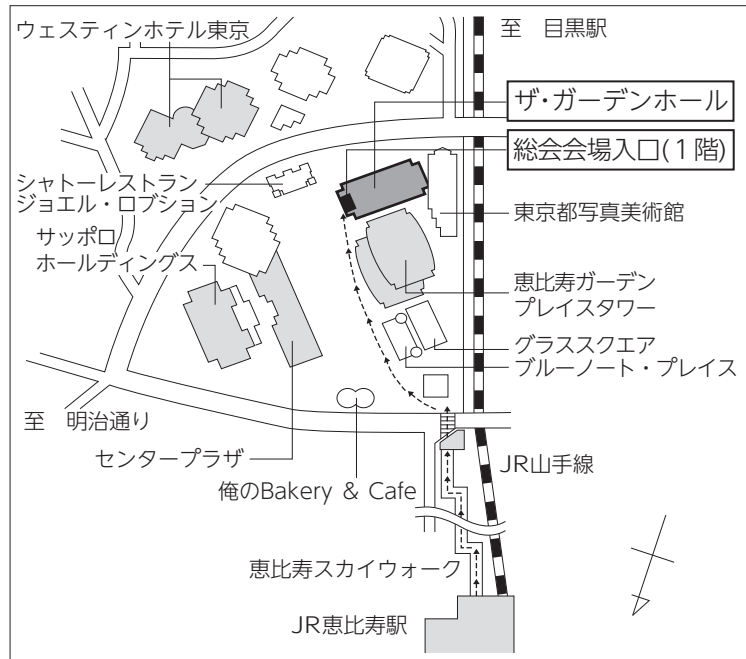 ウェスティンホテル東京
至　目黒駅
ザ・ガーデンホール
総会会場入口(１階)
シャトーレストラン
ジョエル・ロブション
東京都写真美術館
サッポロ
ホールディングス
恵比寿ガーデン
プレイスタワー
グラススクエア
ブルーノート・プレイス
至　明治通り
センタープラザ
JR山手線
俺のBakery ＆ Cafe
恵比寿スカイウォーク
JR恵比寿駅